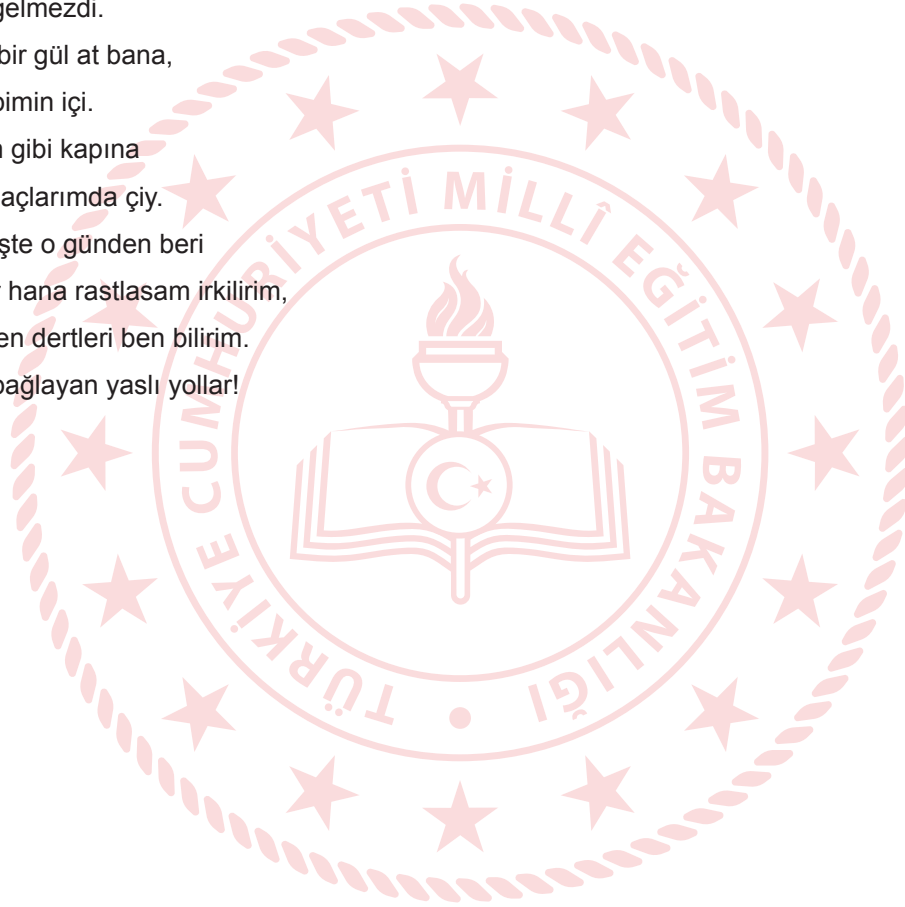 gelmezdi.
bir gül at bana,
bimin içi.
gibi kapına
açlarımda çiy.
şte o günden beri
hana rastlasam irkilirim,
en dertleri ben bilirim.
bağlayan yaslı yollar!
TÜRKİYE CUMHURİYETİ MİLLÎ EĞİTİM BAKANLIĞI